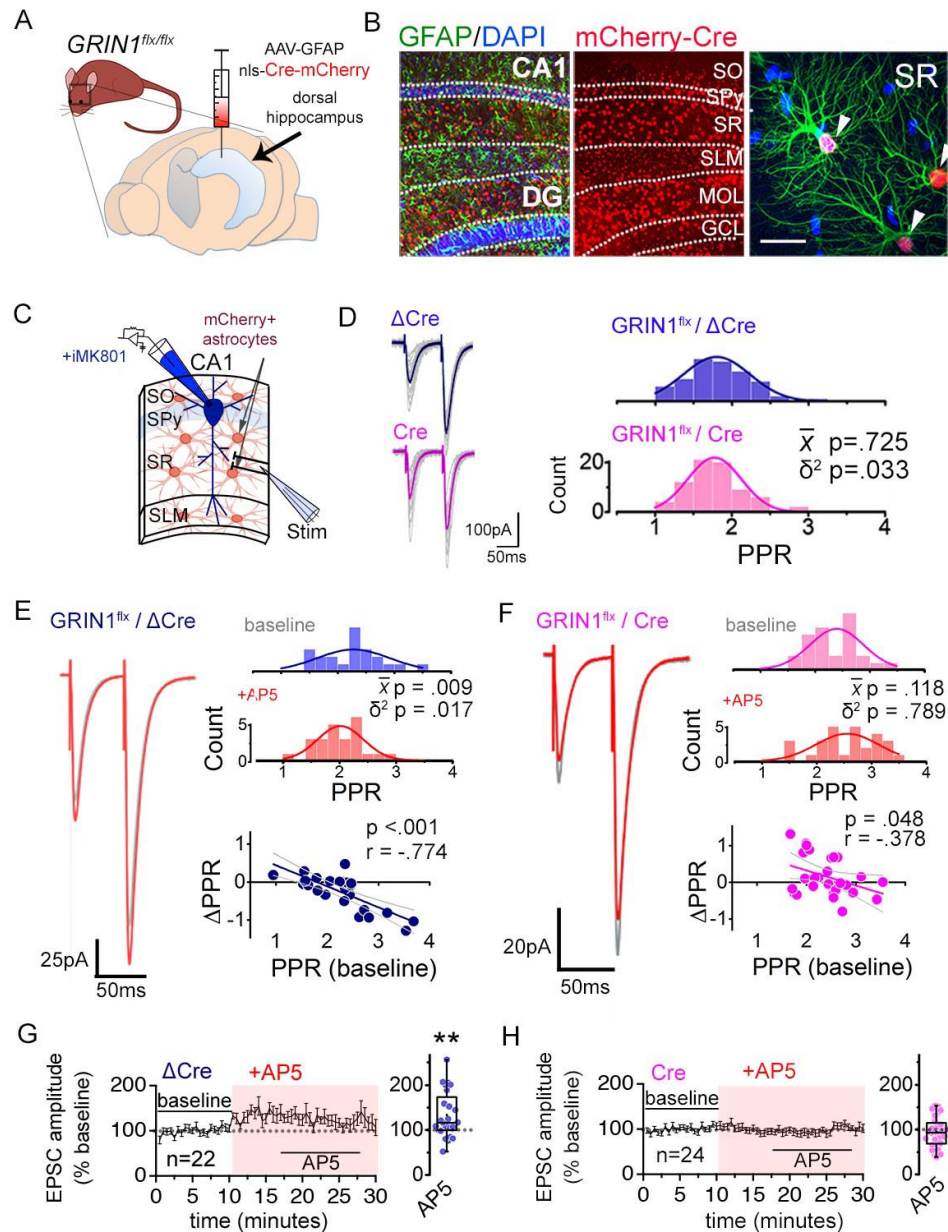 A
GRIN1flx/flx
AAV-GFAP
nls-Cre-mCherry
dorsal
hippocampus
B
GFAP/DAPI
CA1
DG
mCherry-Cre
SO
SPy
SR
SLM
MOL
GCL
SR
C
+iMK801
mCherry+
astrocytes
CA1
SO
SPy
SR
SLM
Stim
D
ΔCre
Cre
100pA
50ms
GRIN1flx / ΔCre
GRIN1flx / Cre
x̅ p=.725
δ² p=.033
Count
20
0
1 2 3 4
PPR
E
GRIN1flx / ΔCre
25pA
50ms
baseline
+AP5
x̅ p = .009
δ² p = .017
Count
5
0
1 2 3 4
PPR
p <.001
r = -.774
ΔPPR
1
0
-1
1 2 3 4
PPR (baseline)
F
GRIN1flx / Cre
20pA
50ms
baseline
+AP5
x̅ p = .118
δ² p = .789
Count
5
0
1 2 3 4
PPR
p = .048
r = -.378
ΔPPR
1
0
-1
1 2 3 4
PPR (baseline)
G
EPSC amplitude
(% baseline)
200
100
0
ΔCre
baseline
n=22
+AP5
AP5
0 5 10 15 20 25 30
time (minutes)
**
200
100
0
AP5
H
EPSC amplitude
(% baseline)
200
100
0
Cre
baseline
n=24
+AP5
AP5
0 5 10 15 20 25 30
time (minutes)
200
100
0
AP5